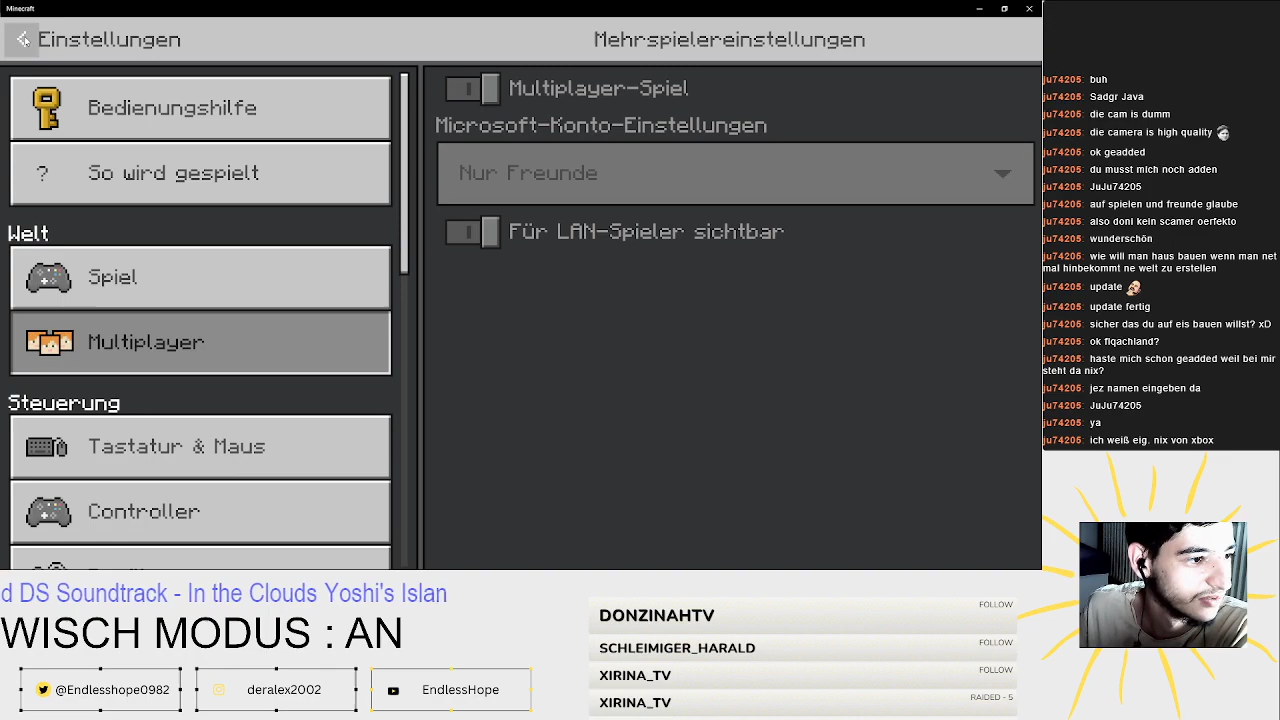 Minecraft
Einstellungen
Mehrspielereinstellungen
Bedienungshilfe
? So wird gespielt
Welt
Spiel
Multiplayer
Steuerung
Tastatur & Maus
Controller
Multiplayer-Spiel
Microsoft-Konto-Einstellungen
Nur Freunde
Für LAN-Spieler sichtbar
ju74205: buh
ju74205: Sadgr Java
ju74205: die cam is dumm
ju74205: die camera is high quality
ju74205: ok geadded
ju74205: du musst mich noch adden
ju74205: JuJu74205
ju74205: auf spielen und freunde glaube
ju74205: also donl kein scamer oerfekto
ju74205: wunderschön
ju74205: wie will man haus bauen wenn man net
mal hinbekommt ne welt zu erstellen
ju74205: update
ju74205: update fertig
ju74205: sicher das du auf eis bauen willst? xD
ju74205: ok flqachland?
ju74205: haste mich schon geadded weil bei mir
steht da nix?
ju74205: jez namen eingeben da
ju74205: JuJu74205
ju74205: ya
ju74205: ich weiß eig. nix von xbox
d DS Soundtrack - In the Clouds Yoshi's Islan
WISCH MODUS : AN
@Endlesshope0982
deralex2002
EndlessHope
DONZINAHTV FOLLOW
SCHLEIMIGER_HARALD FOLLOW
XIRINA_TV FOLLOW
XIRINA_TV RAIDED - 5